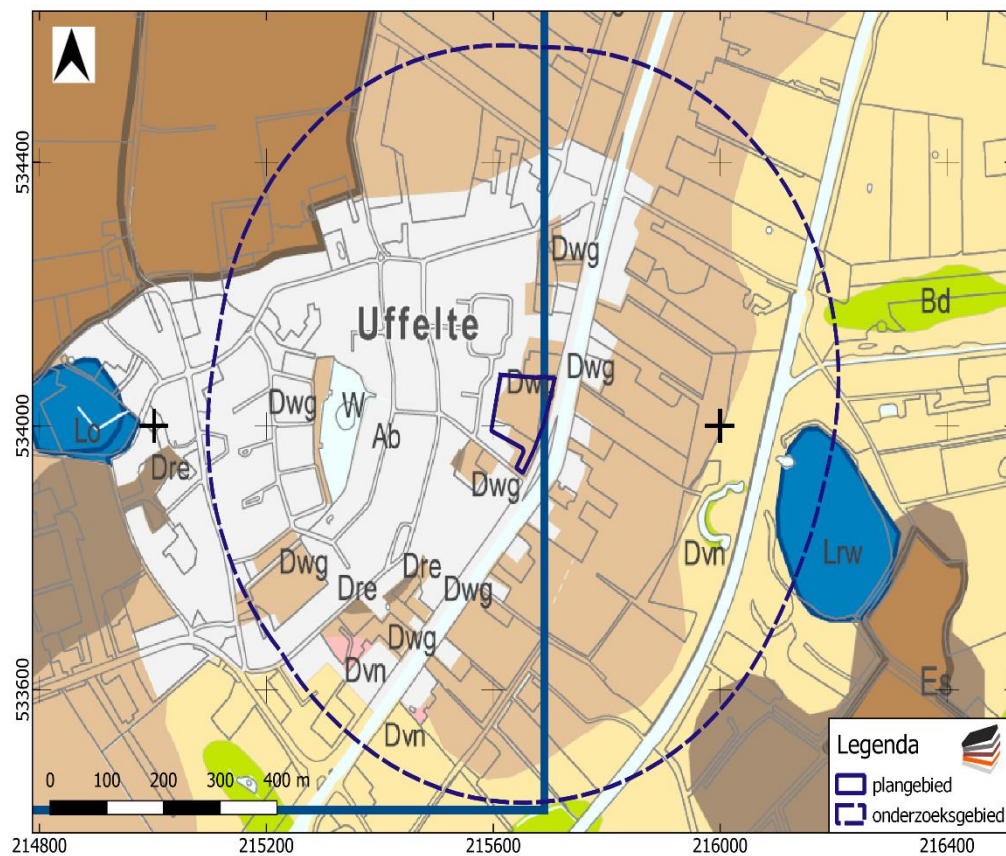 534400
Dwg
Bd
Uffelte
Dwg
Dwg
Dwg
W
Ab
534000
Lo
Dre
Dwg
Lrw
Dvn
Dwg
Dre
Dre
Dwg
Dwg
Dvn
533600
Es
Dvn
Legenda
plangebied
onderzoeksgebied
0 100 200 300 400 m
214800 215200 215600 216000 216400